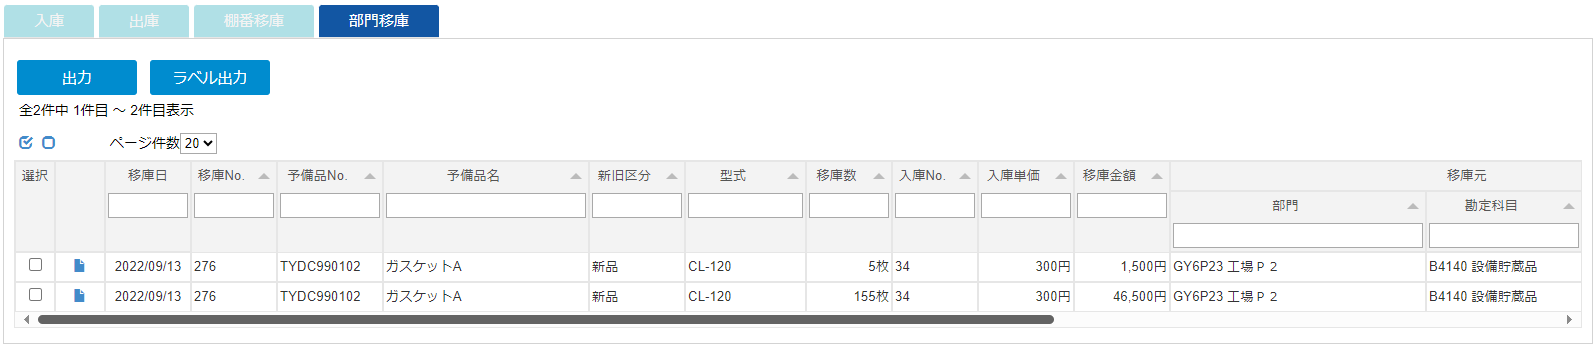 入庫 出庫 棚番移庫 部門移庫
出力 ラベル出力
全2件中 1件目 ～ 2件目表示
ページ件数 20
選択 移庫日 移庫No. 予備品No. 予備品名 新旧区分 型式 移庫数 入庫No. 入庫単価 移庫金額 移庫元
部門 勘定科目
2022/09/13 276 TYDC990102 ガスケットA 新品 CL-120 5枚 34 300円 1,500円 GY6P23 工場Ｐ２ B4140 設備貯蔵品
2022/09/13 276 TYDC990102 ガスケットA 新品 CL-120 155枚 34 300円 46,500円 GY6P23 工場Ｐ２ B4140 設備貯蔵品